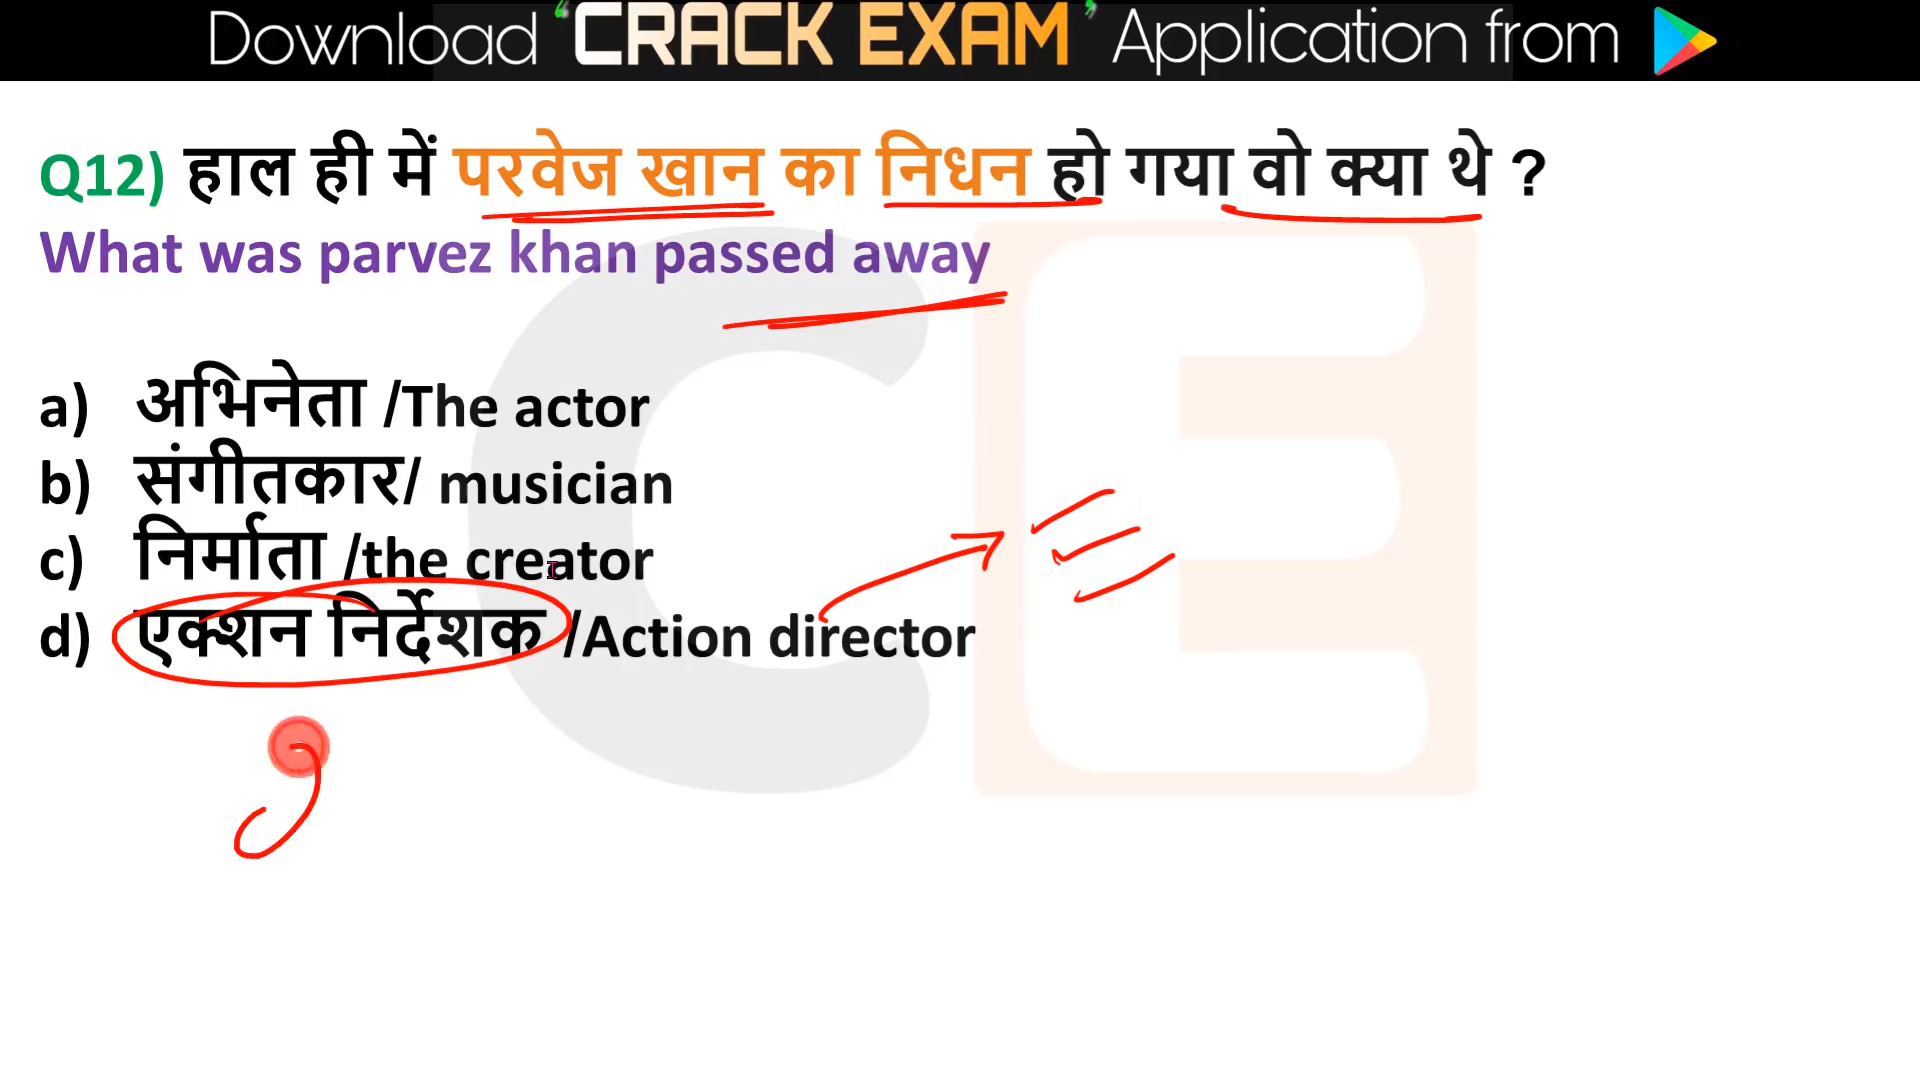 Download ‘CRACK EXAM’ Application from
Q12) हाल ही में परवेज खान का निधन हो गया वो क्या थे ?
What was parvez khan passed away
a) अभिनेता /The actor
b) संगीतकार/ musician
c) निर्माता /the creator
d) एक्शन निर्देशक /Action director
CE